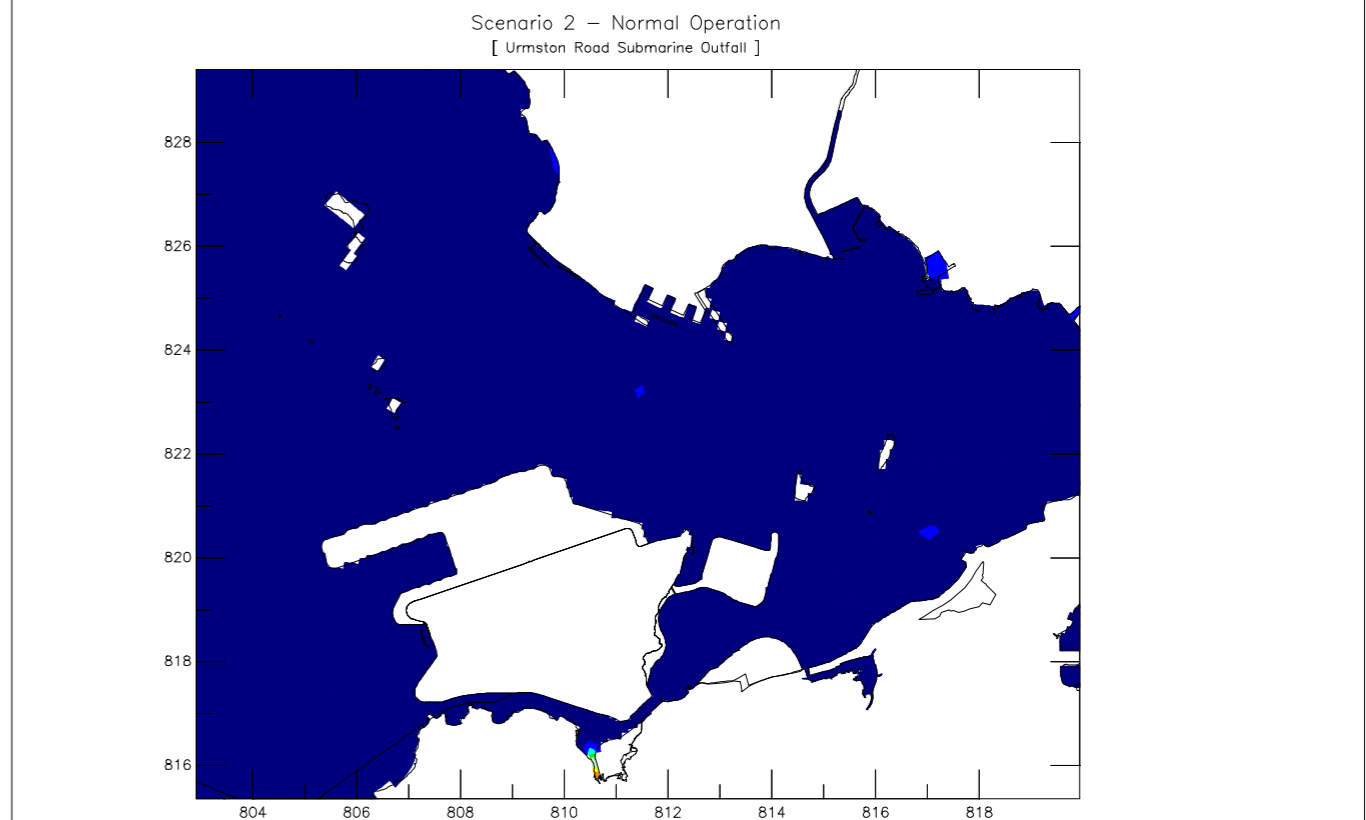 Scenario 2 – Normal Operation
[ Urmston Road Submarine Outfall ]
828
826
824
822
820
818
816
804 806 808 810 812 814 816 818